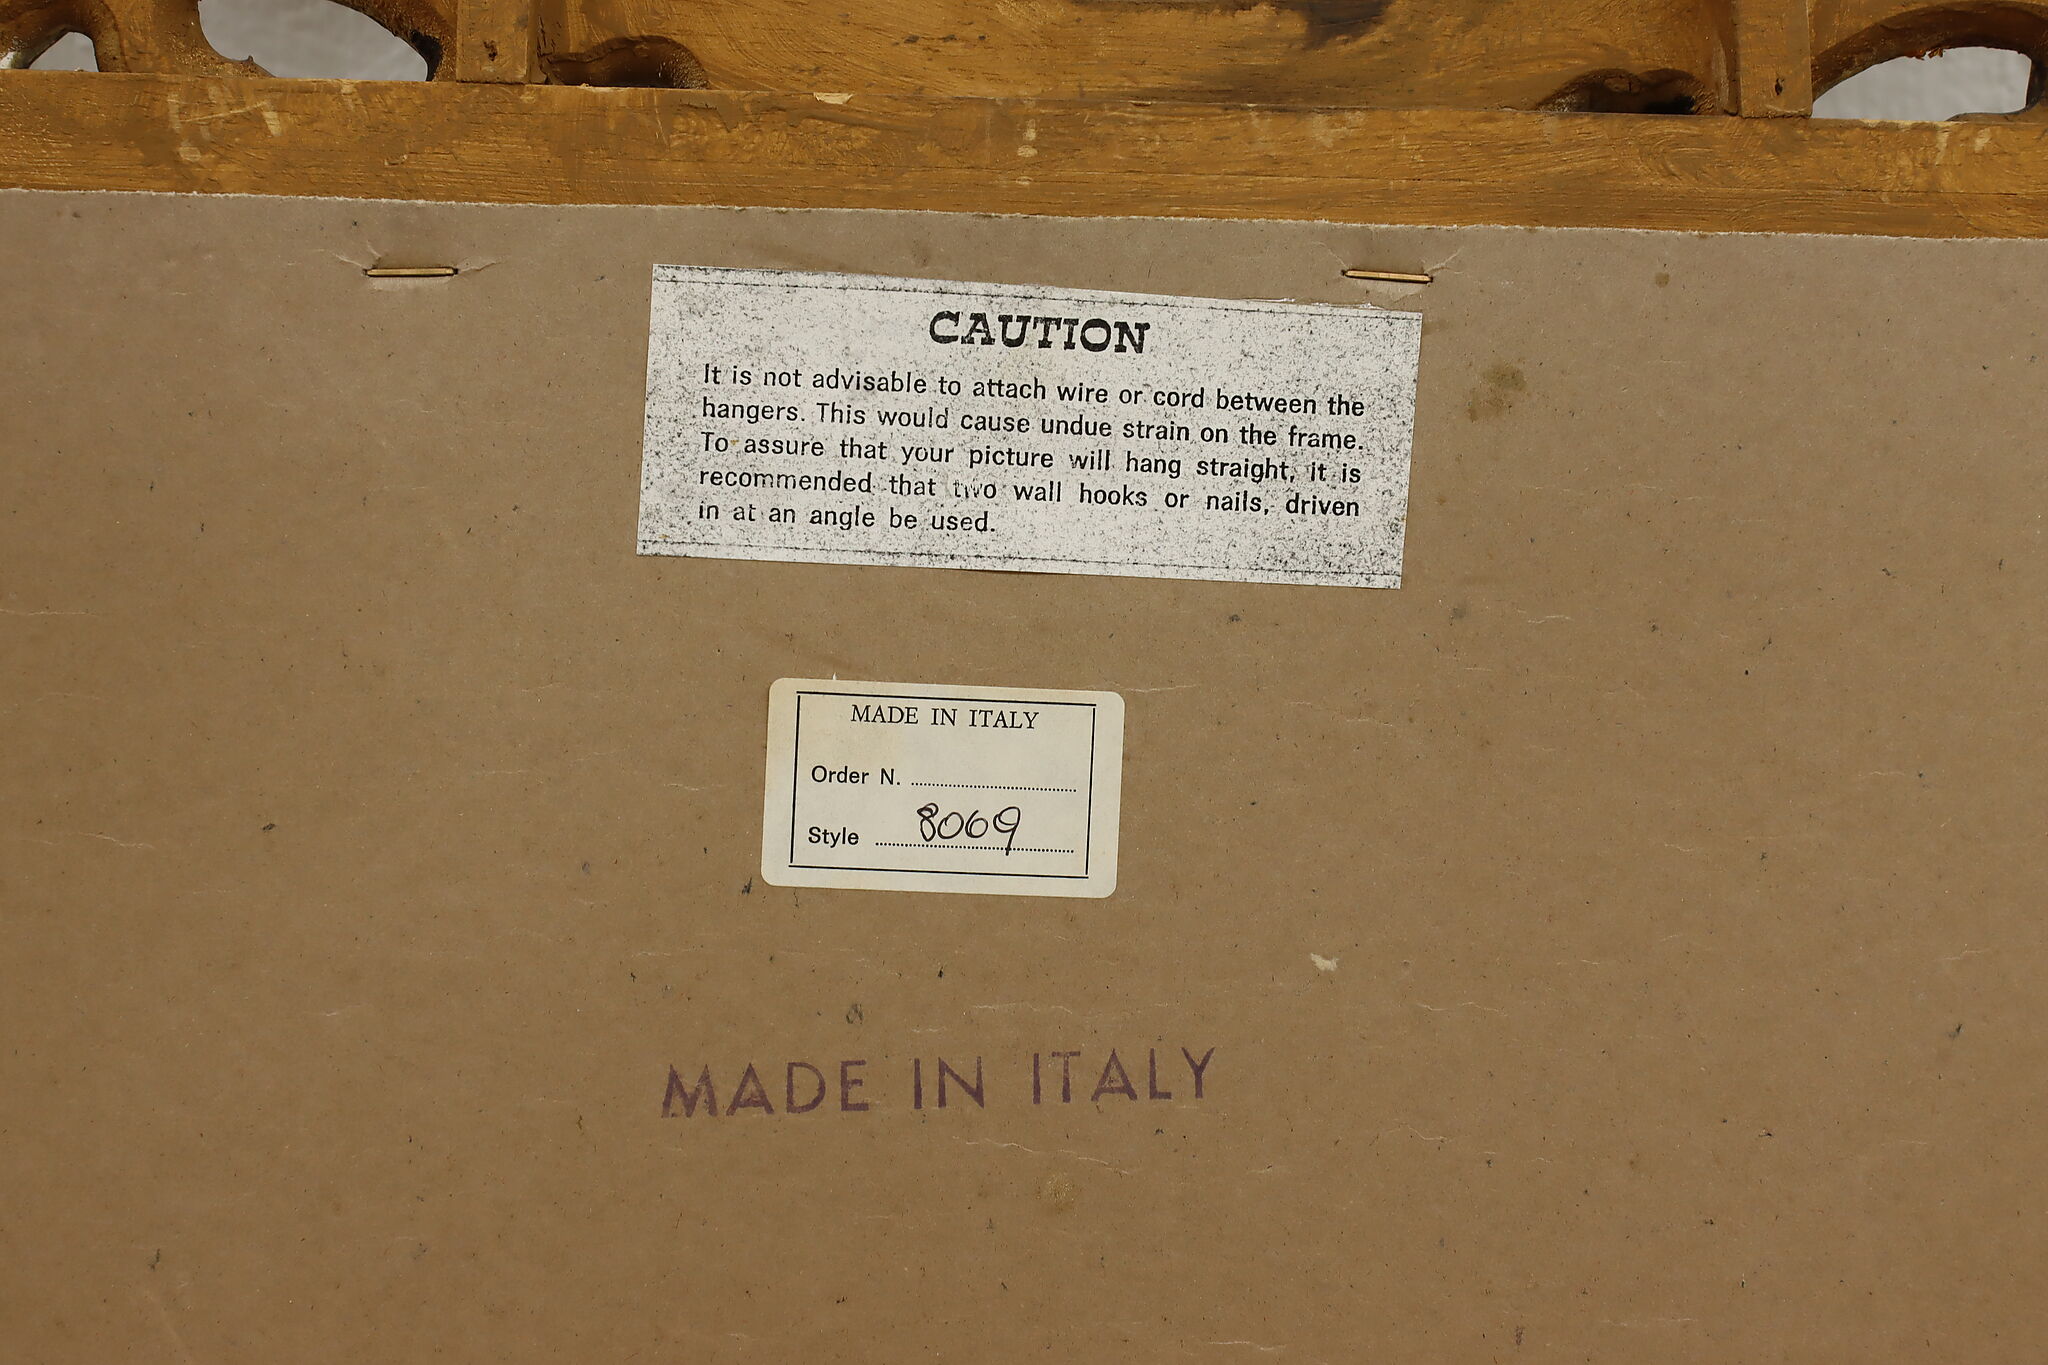 CAUTION
It is not advisable to attach wire or cord between the
hangers. This would cause undue strain on the frame.
To assure that your picture will hang straight, it is
recommended that two wall hooks or nails, driven
in at an angle be used.
MADE IN ITALY
Order N. ........................................
Style ........................................ 8069
MADE IN ITALY